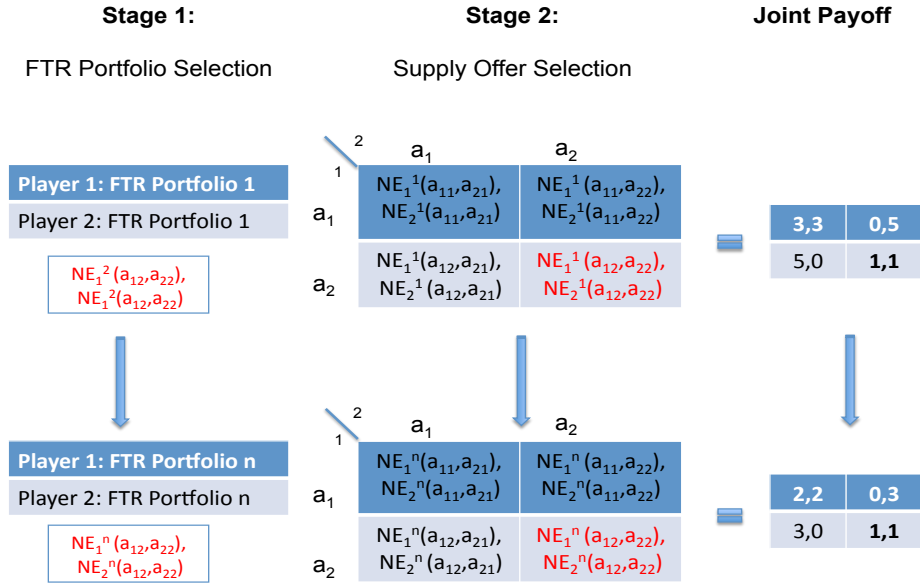 Stage 1:
Stage 2:
Joint Payoff
FTR Portfolio Selection
Supply Offer Selection
2
1
a₁
a₂
Player 1: FTR Portfolio 1
Player 2: FTR Portfolio 1
NE₁²(a₁₂,a₂₂),
NE₁²(a₁₂,a₂₂)
a₁
NE₁¹(a₁₁,a₂₁),
NE₂¹(a₁₁,a₂₁)
NE₁¹(a₁₁,a₂₂),
NE₂¹(a₁₁,a₂₂)
a₂
NE₁¹(a₁₂,a₂₁),
NE₂¹(a₁₂,a₂₁)
NE₁¹(a₁₂,a₂₂),
NE₂¹(a₁₂,a₂₂)
3,3 0,5
5,0 1,1
2
1
a₁
a₂
Player 1: FTR Portfolio n
Player 2: FTR Portfolio n
NE₁ⁿ(a₁₂,a₂₂),
NE₂ⁿ(a₁₂,a₂₂)
a₁
NE₁ⁿ(a₁₁,a₂₁),
NE₂ⁿ(a₁₁,a₂₁)
NE₁ⁿ(a₁₁,a₂₂),
NE₂ⁿ(a₁₁,a₂₂)
a₂
NE₁ⁿ(a₁₂,a₂₁),
NE₂ⁿ(a₁₂,a₂₁)
NE₁ⁿ(a₁₂,a₂₂),
NE₂ⁿ(a₁₂,a₂₂)
2,2 0,3
3,0 1,1